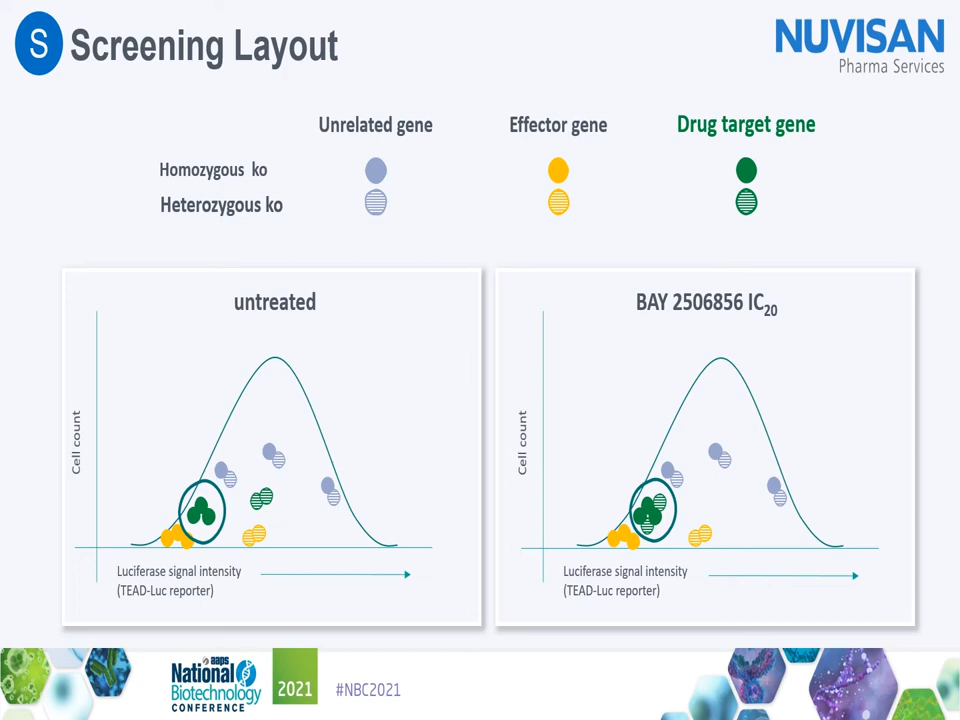 S Screening Layout
NUVISAN
Pharma Services
Unrelated gene Effector gene Drug target gene
Homozygous ko
Heterozygous ko
untreated
Cell count
Luciferase signal intensity
(TEAD-Luc reporter)
BAY 2506856 IC20
Cell count
Luciferase signal intensity
(TEAD-Luc reporter)
aaps
National
Biotechnology
CONFERENCE
2021
#NBC2021